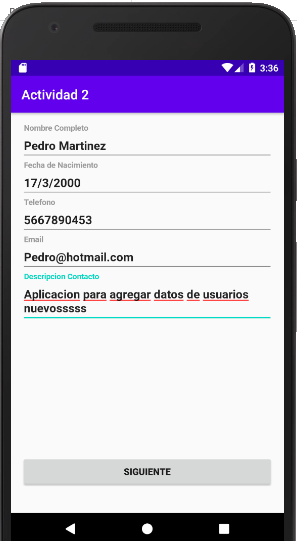 3:36
Actividad 2
Nombre Completo
Pedro Martinez
Fecha de Nacimiento
17/3/2000
Telefono
5667890453
Email
Pedro@hotmail.com
Descripcion Contacto
Aplicacion para agregar datos de usuarios
nuevosssss
SIGUIENTE